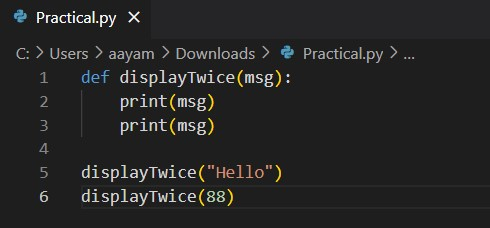 Practical.py ×
C: > Users > aayam > Downloads > Practical.py > ...
1 def displayTwice(msg):
2     print(msg)
3     print(msg)
4
5 displayTwice("Hello")
6 displayTwice(88)